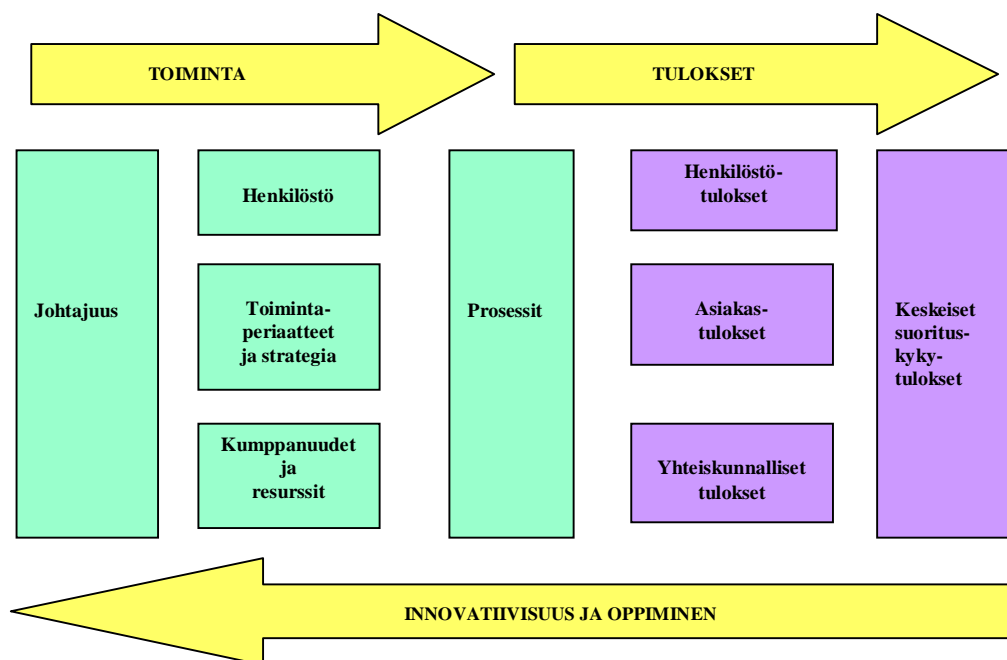 TOIMINTA
TULOKSET
Johtajuus
Henkilöstö
Toiminta-
periaatteet
ja strategia
Kumppanuudet
ja
resurssit
Prosessit
Henkilöstö-
tulokset
Asiakas-
tulokset
Yhteiskunnalliset
tulokset
Keskeiset
suoritus-
kyky-
tulokset
INNOVATIIVISUUS JA OPPIMINEN